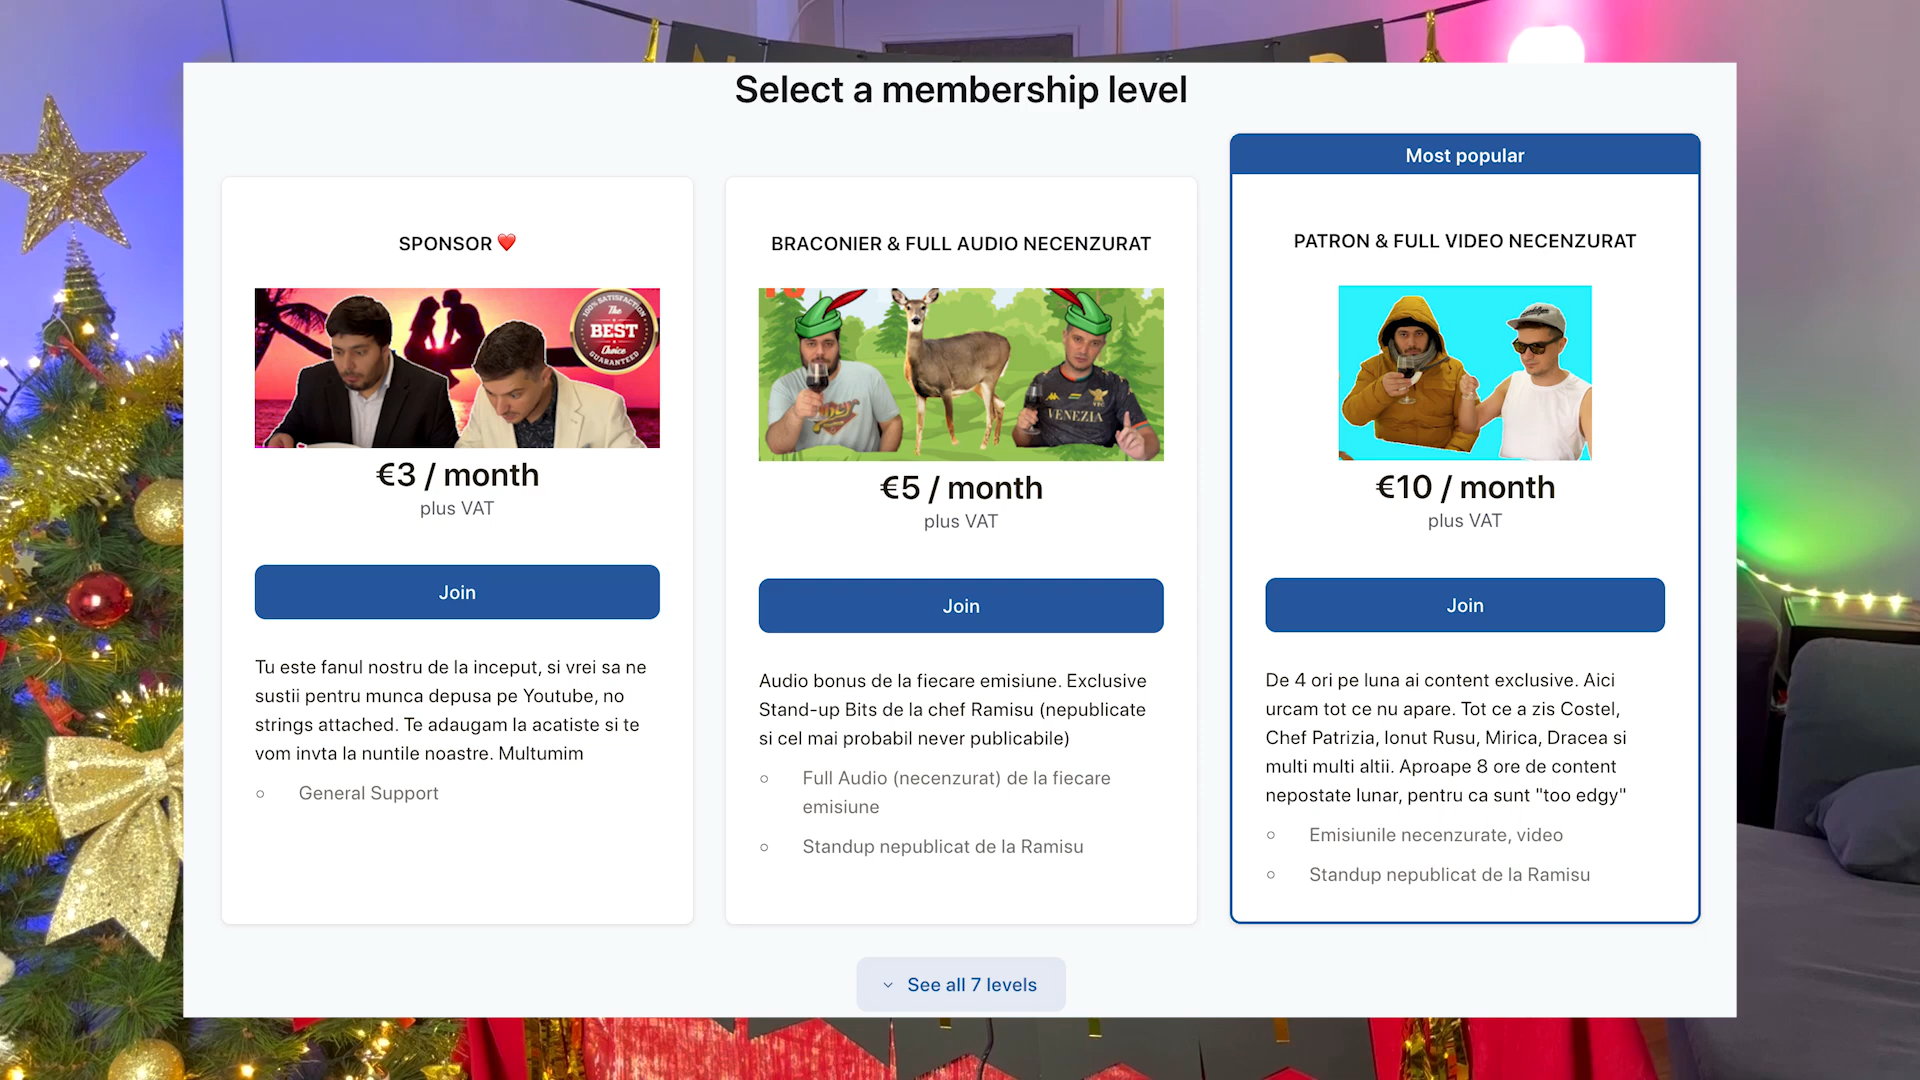 Select a membership level
Most popular
SPONSOR ❤️
100% SATISFACTION
The
BEST
Choice
GUARANTEED
€3 / month
plus VAT
Join
Tu este fanul nostru de la inceput, si vrei sa ne
sustii pentru munca depusa pe Youtube, no
strings attached. Te adaugam la acatiste si te
vom invta la nuntile noastre. Multumim
○ General Support
BRACONIER & FULL AUDIO NECENZURAT
VENEZIA
€5 / month
plus VAT
Join
Audio bonus de la fiecare emisiune. Exclusive
Stand-up Bits de la chef Ramisu (nepublicate
si cel mai probabil never publicabile)
○ Full Audio (necenzurat) de la fiecare
emisiune
○ Standup nepublicat de la Ramisu
PATRON & FULL VIDEO NECENZURAT
€10 / month
plus VAT
Join
De 4 ori pe luna ai content exclusive. Aici
urcam tot ce nu apare. Tot ce a zis Costel,
Chef Patrizia, Ionut Rusu, Mirica, Dracea si
multi multi altii. Aproape 8 ore de content
nepostate lunar, pentru ca sunt "too edgy"
○ Emisiunile necenzurate, video
○ Standup nepublicat de la Ramisu
See all 7 levels